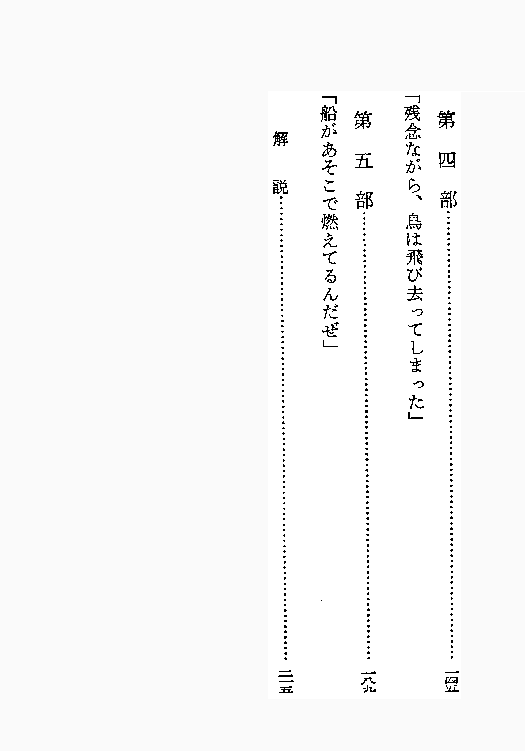 第四部……一四五
「残念ながら、鳥は飛び去ってしまった」
第五部……一八九
「船があそこで燃えてるんだぜ」
解説……二一五